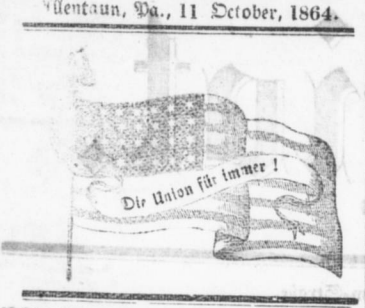 Allentaun, Pa., 11 October, 1864.
Die Union für immer!